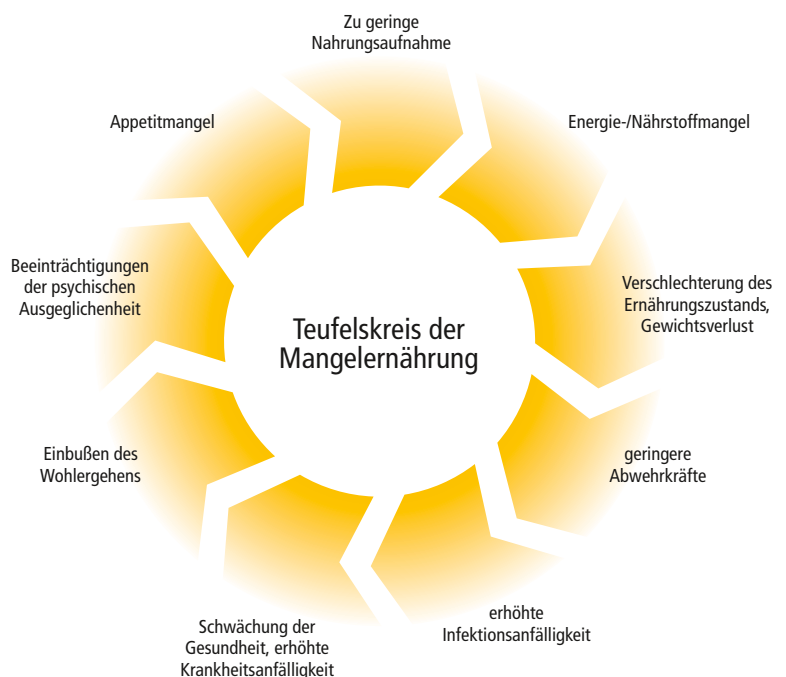 Zu geringe
Nahrungsaufnahme
Energie-/Nährstoffmangel
Verschlechterung des
Ernährungszustands,
Gewichtsverlust
geringere
Abwehrkräfte
erhöhte
Infektionsanfälligkeit
Schwächung der
Gesundheit, erhöhte
Krankheitsanfälligkeit
Einbußen des
Wohlergehens
Beeinträchtigungen
der psychischen
Ausgeglichenheit
Appetitmangel
Teufelskreis der
Mangelernährung